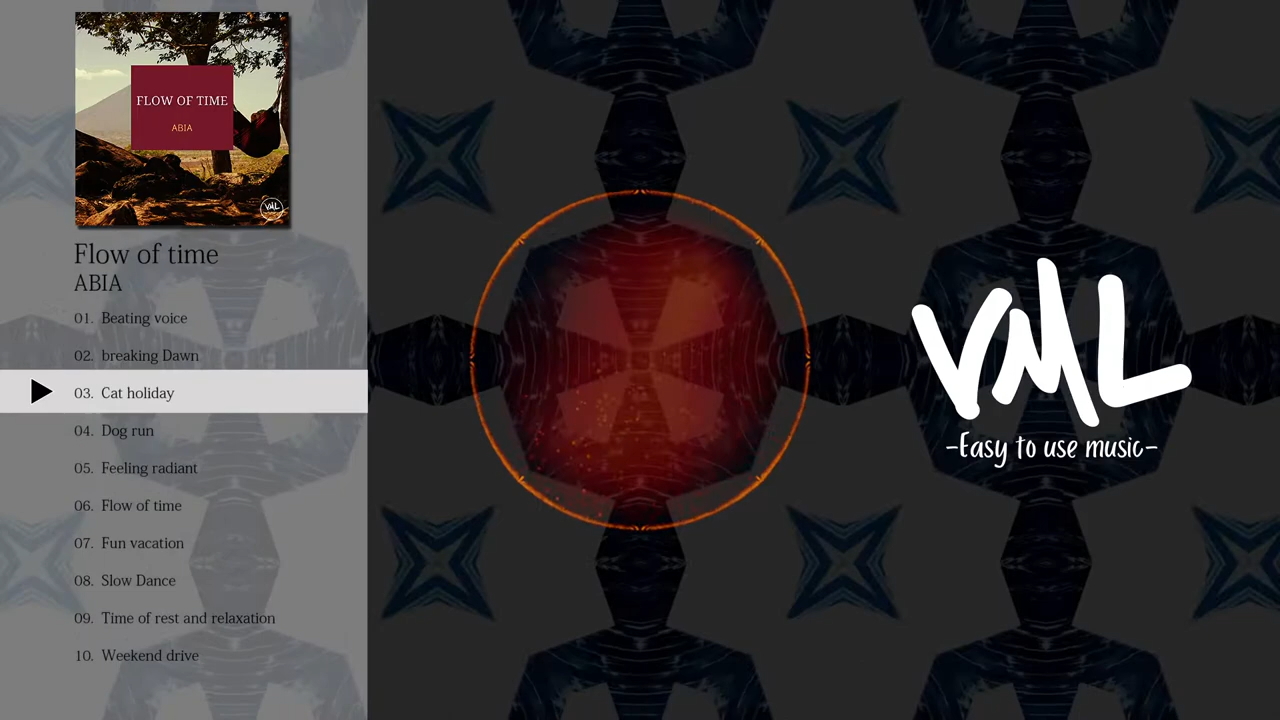 FLOW OF TIME
ABIA
VML
Flow of time
ABIA
01. Beating voice
02. breaking Dawn
03. Cat holiday
04. Dog run
05. Feeling radiant
06. Flow of time
07. Fun vacation
08. Slow Dance
09. Time of rest and relaxation
10. Weekend drive
VML
-Easy to use music-